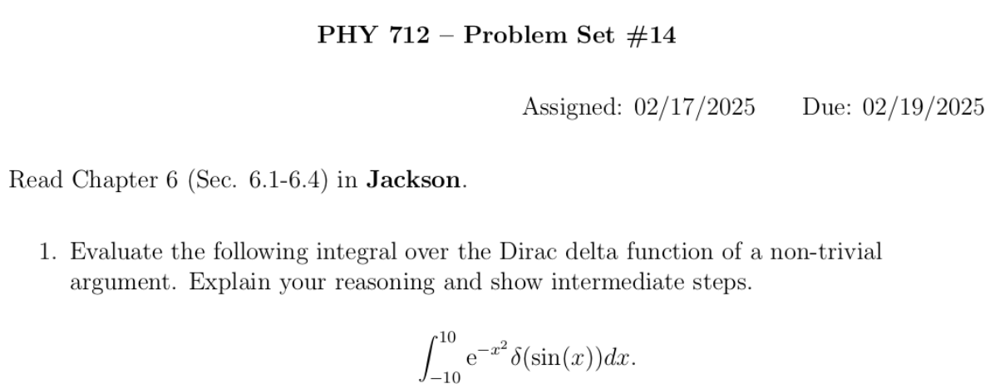 PHY 712 – Problem Set #14
Assigned: 02/17/2025 Due: 02/19/2025
Read Chapter 6 (Sec. 6.1-6.4) in Jackson.
1. Evaluate the following integral over the Dirac delta function of a non-trivial
argument. Explain your reasoning and show intermediate steps.
∫_{-10}^{10} e^{-x^2} δ(sin(x))dx.